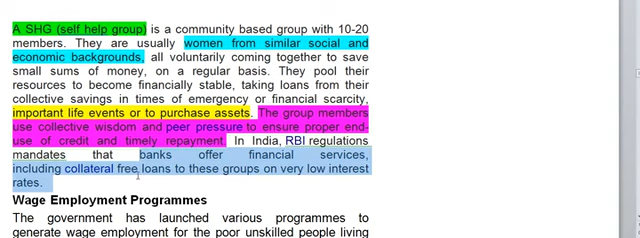 A SHG (self help group) is a community based group with 10-20
members. They are usually women from similar social and
economic backgrounds, all voluntarily coming together to save
small sums of money, on a regular basis. They pool their
resources to become financially stable, taking loans from their
collective savings in times of emergency or financial scarcity,
important life events or to purchase assets. The group members
use collective wisdom and peer pressure to ensure proper end-
use of credit and timely repayment. In India, RBI regulations
mandates that banks offer financial services,
including collateral free loans to these groups on very low interest
rates.
Wage Employment Programmes
The government has launched various programmes to
generate wage employment for the poor unskilled people living